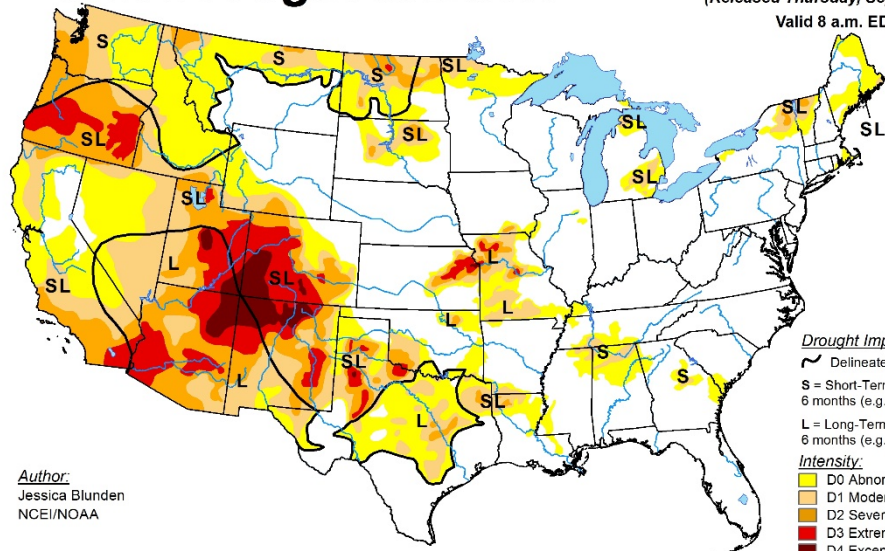 (Released Thursday, Se
Valid 8 a.m. ED
S
S
S
SL
SL
SL
SL
SL
SL
SL
SL
L
SL
L
SL
L
L
SL
L
L
SL
L
S
S
Drought Imp
Delineate
S = Short-Term
6 months (e.g.
L = Long-Term
6 months (e.g.
Intensity:
D0 Abnor
D1 Moder
D2 Sever
D3 Extrem
D4 Excep
Author:
Jessica Blunden
NCEI/NOAA